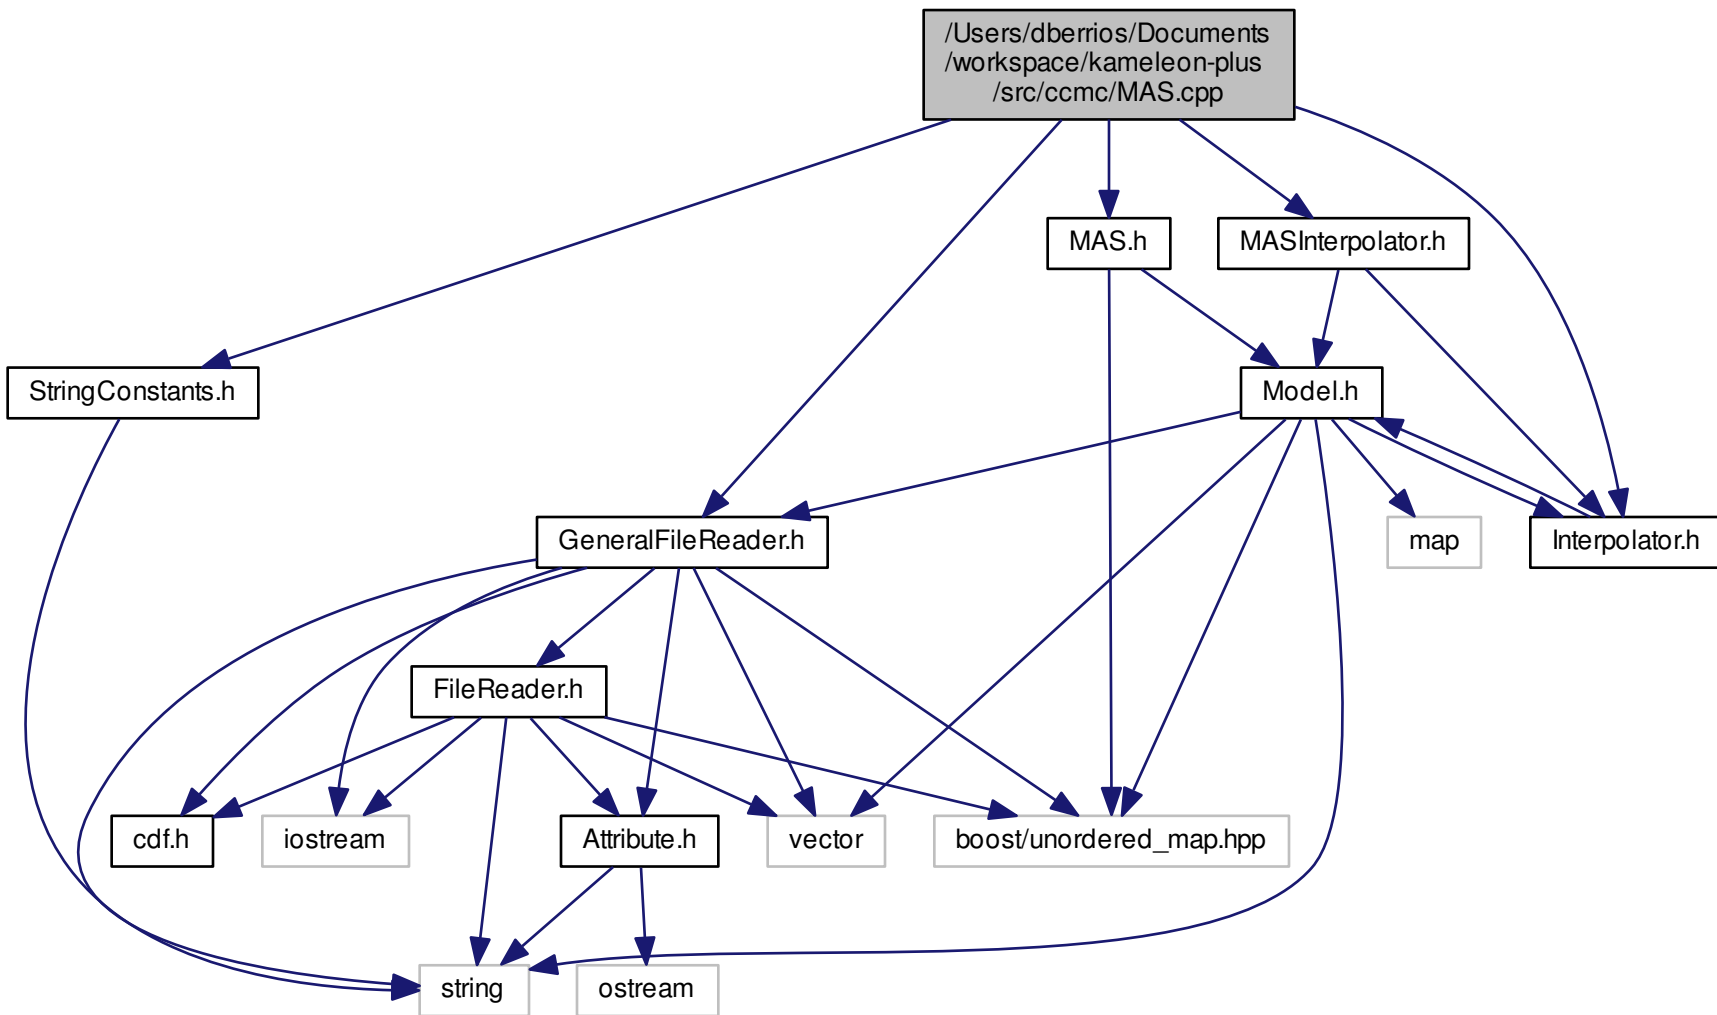 /Users/dberrios/Documents
/workspace/kameleon-plus
/src/ccmc/MAS.cpp
MAS.h
MASInterpolator.h
StringConstants.h
Model.h
GeneralFileReader.h
map
Interpolator.h
FileReader.h
cdf.h
iostream
Attribute.h
vector
boost/unordered_map.hpp
string
ostream